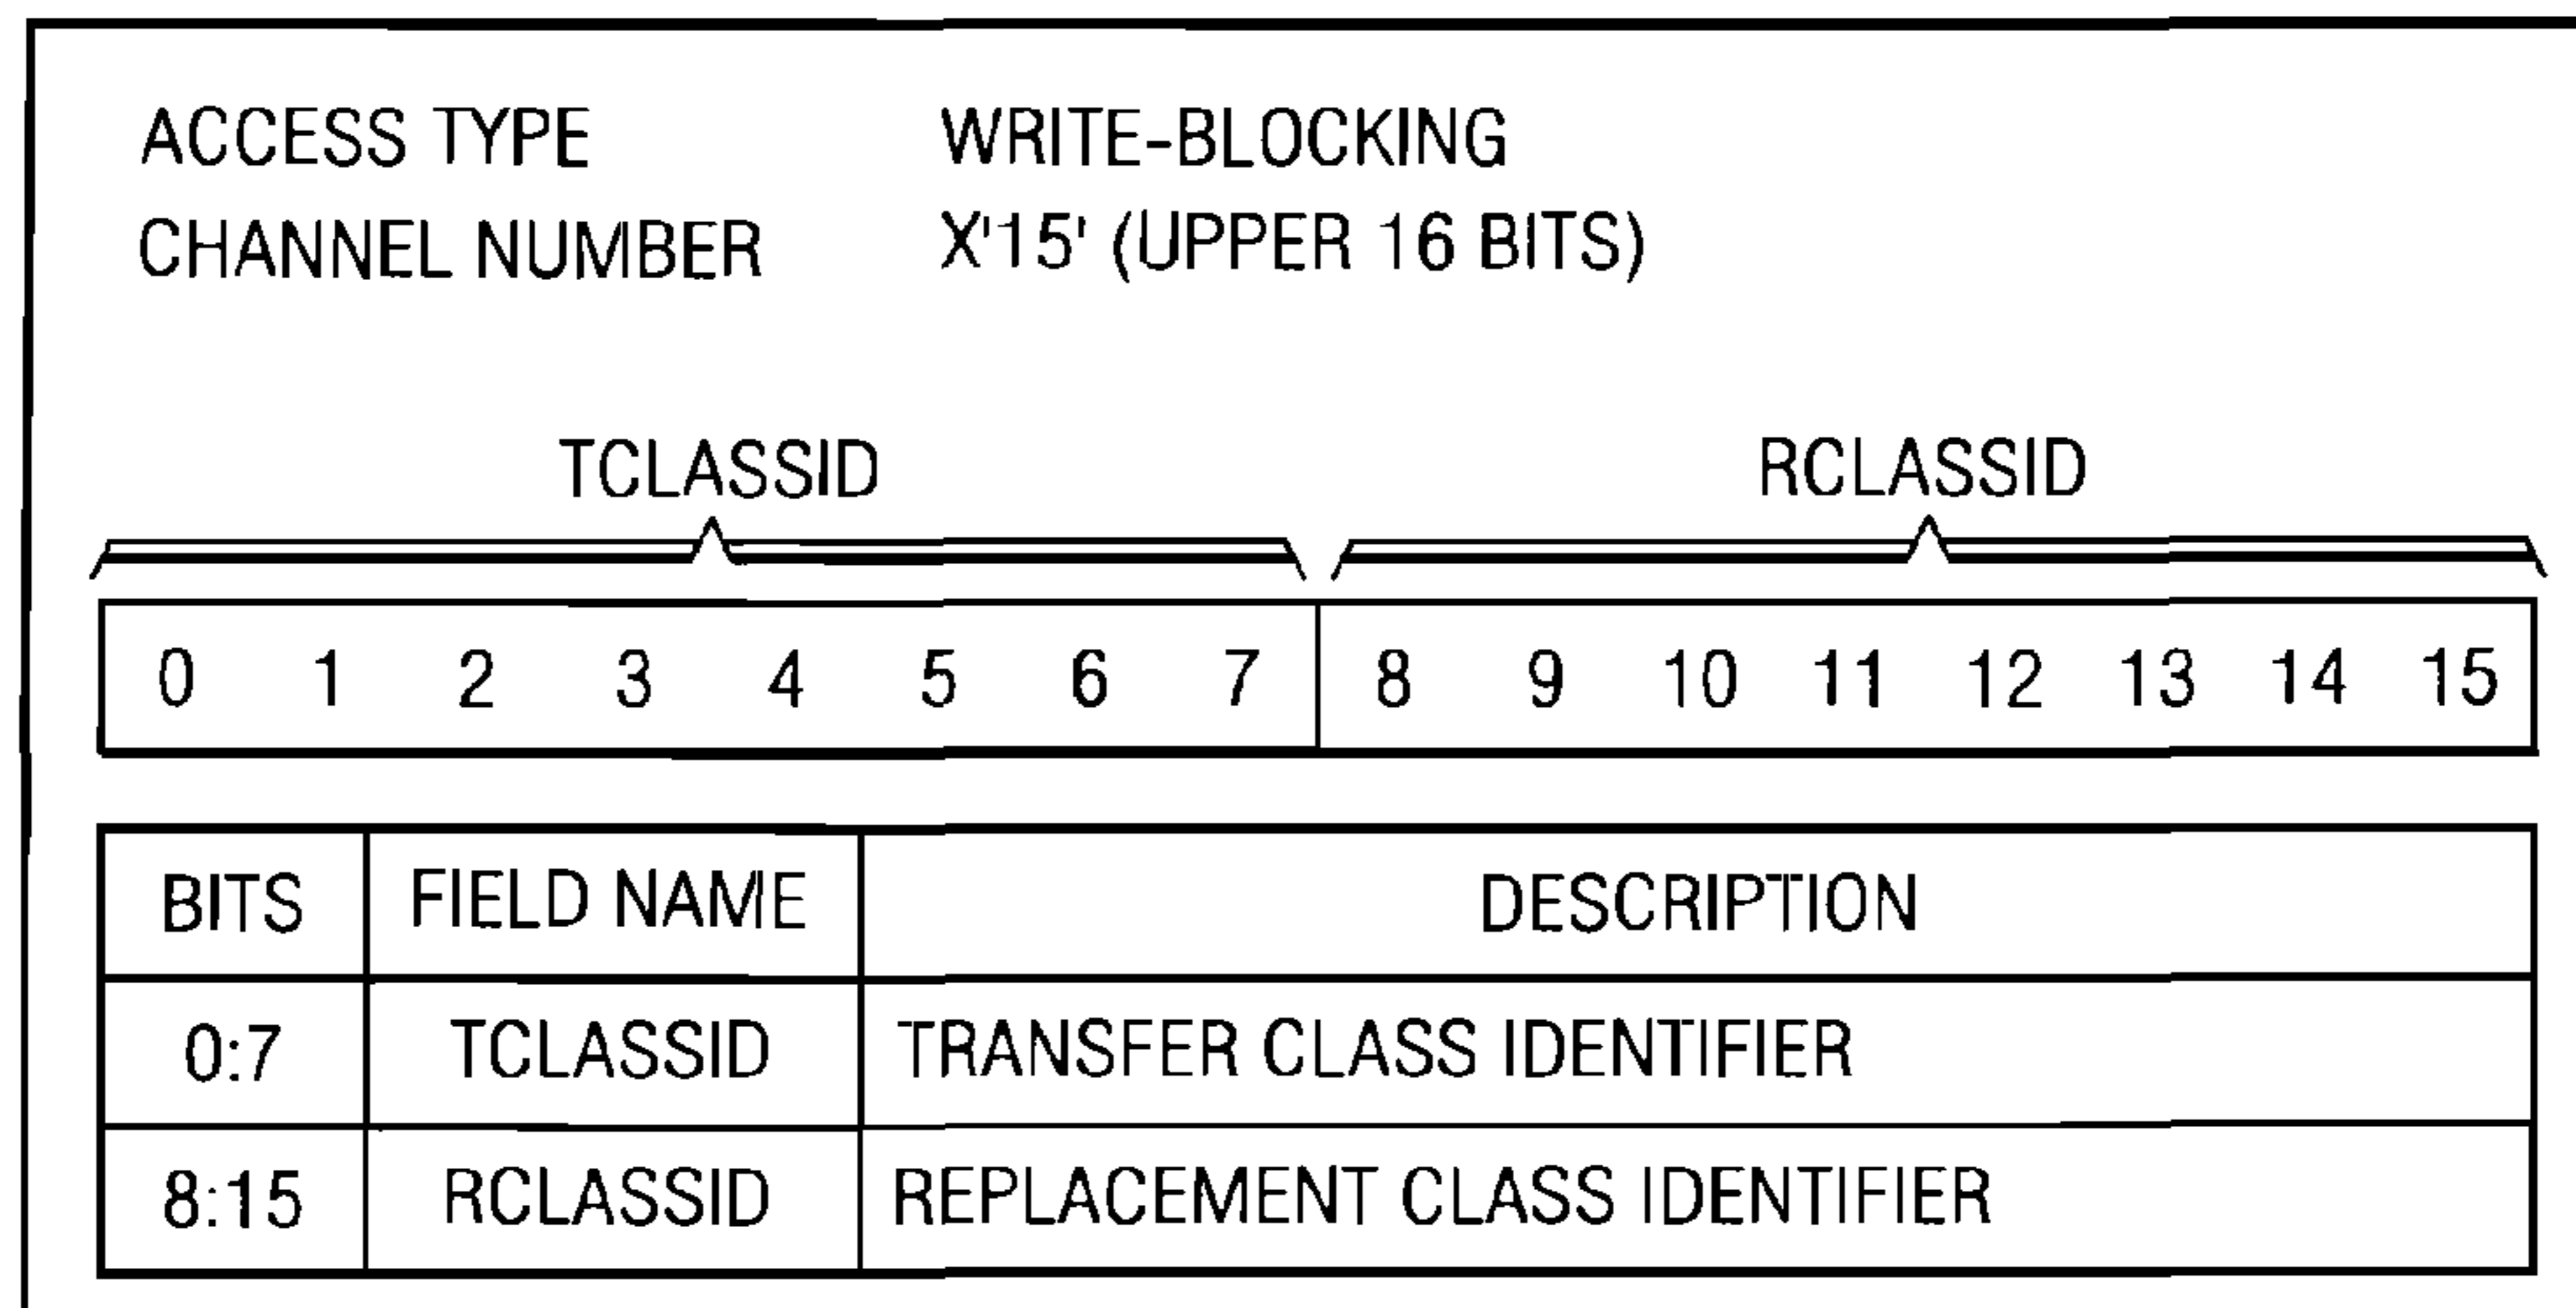 ACCESS TYPE WRITE-BLOCKING
CHANNEL NUMBER X'15' (UPPER 16 BITS)
TCLASSID RCLASSID
0 1 2 3 4 5 6 7 8 9 10 11 12 13 14 15
BITS FIELD NAME DESCRIPTION
0:7 TCLASSID TRANSFER CLASS IDENTIFIER
8:15 RCLASSID REPLACEMENT CLASS IDENTIFIER